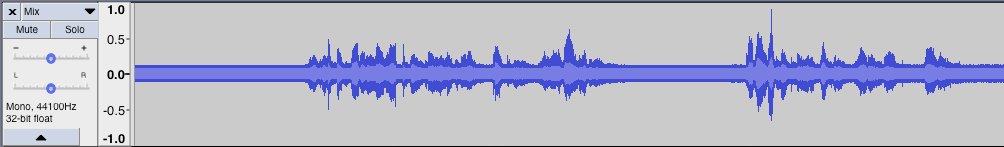 Mix
Mute Solo
- +
L R
Mono, 44100Hz
32-bit float
1.0
0.5
0.0
-0.5
-1.0